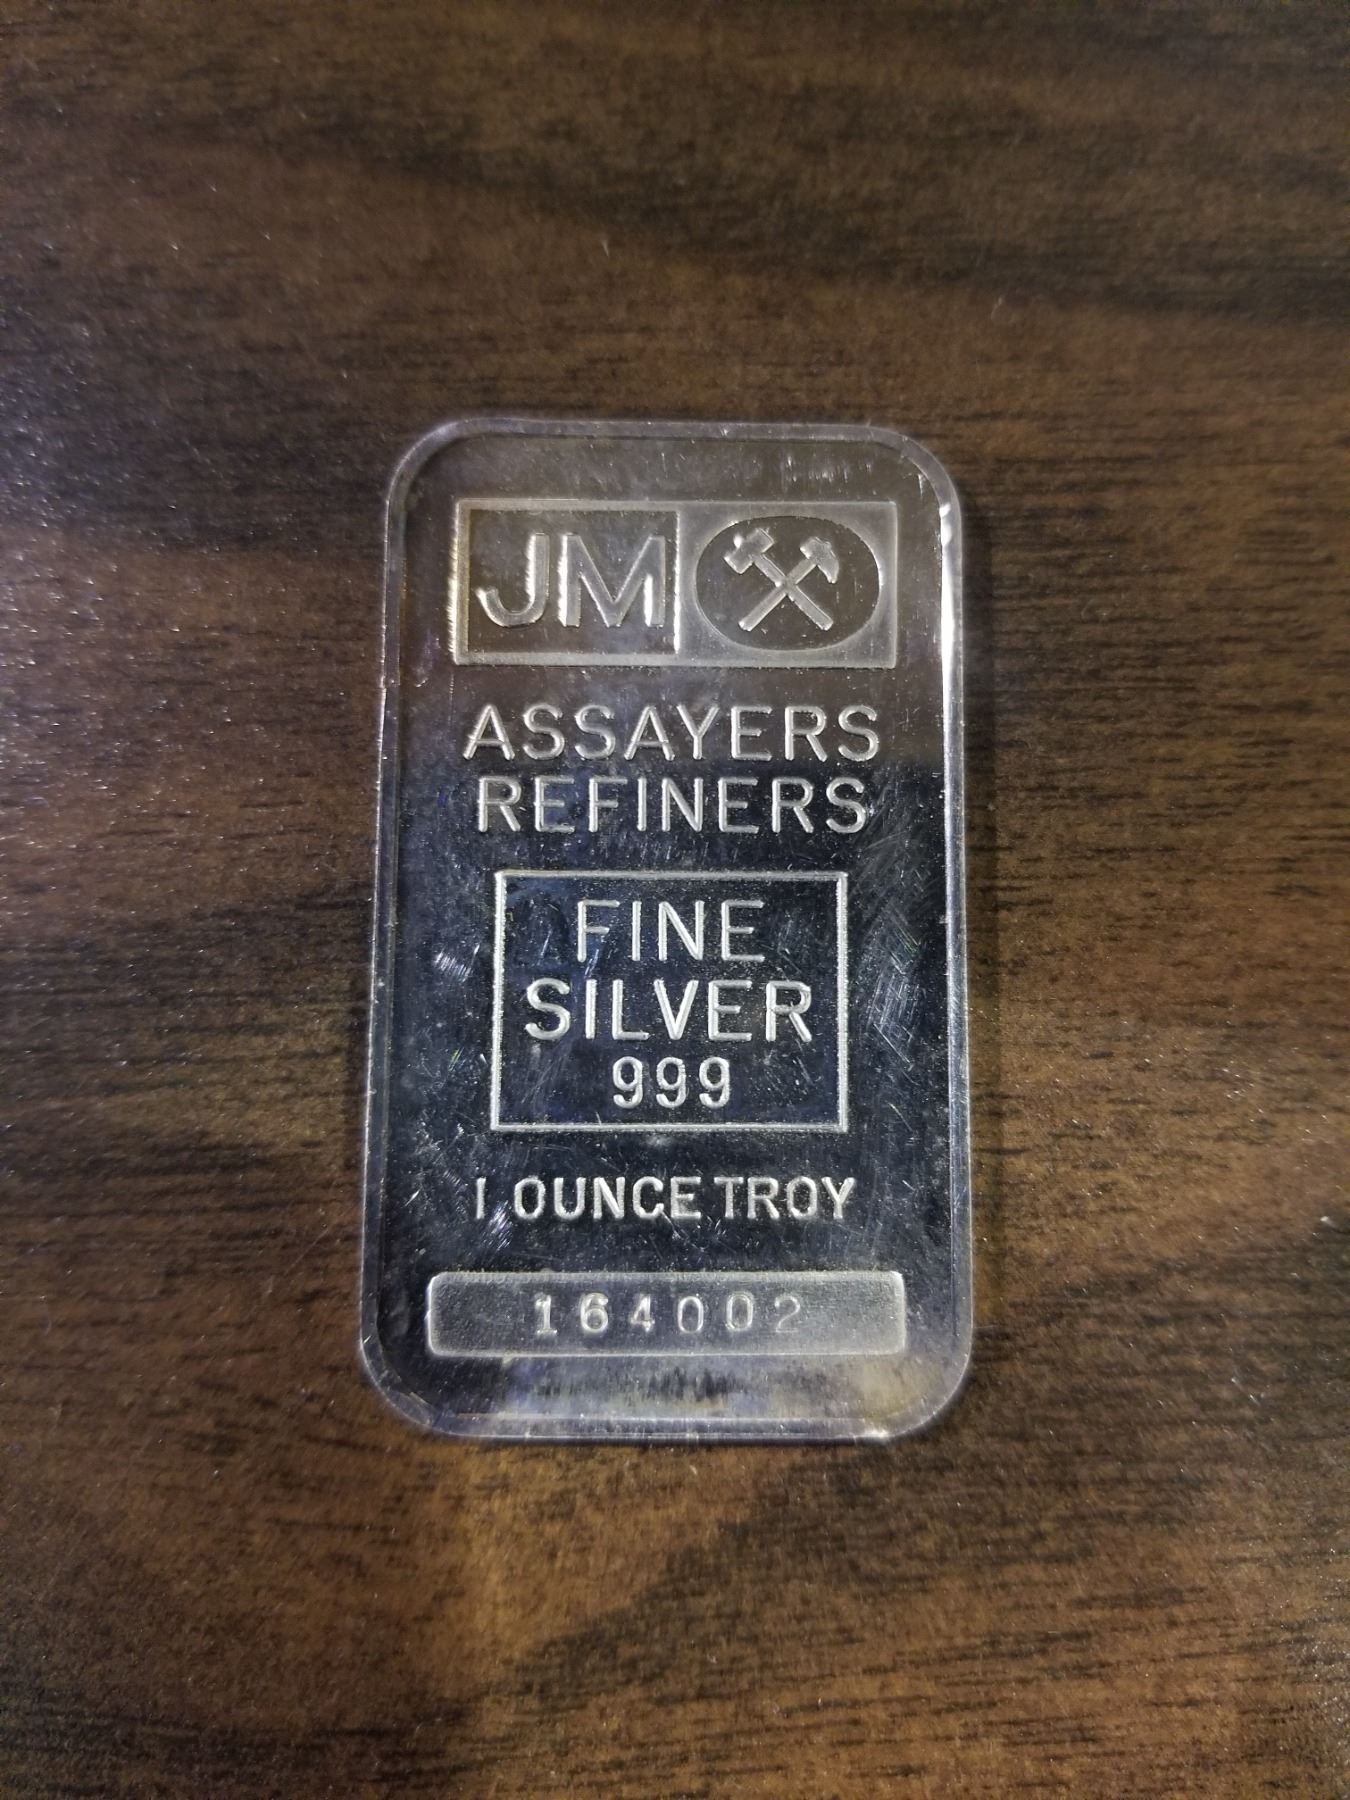 JM
ASSAYERS
REFINERS
FINE
SILVER
999
1 OUNCE TROY
164002